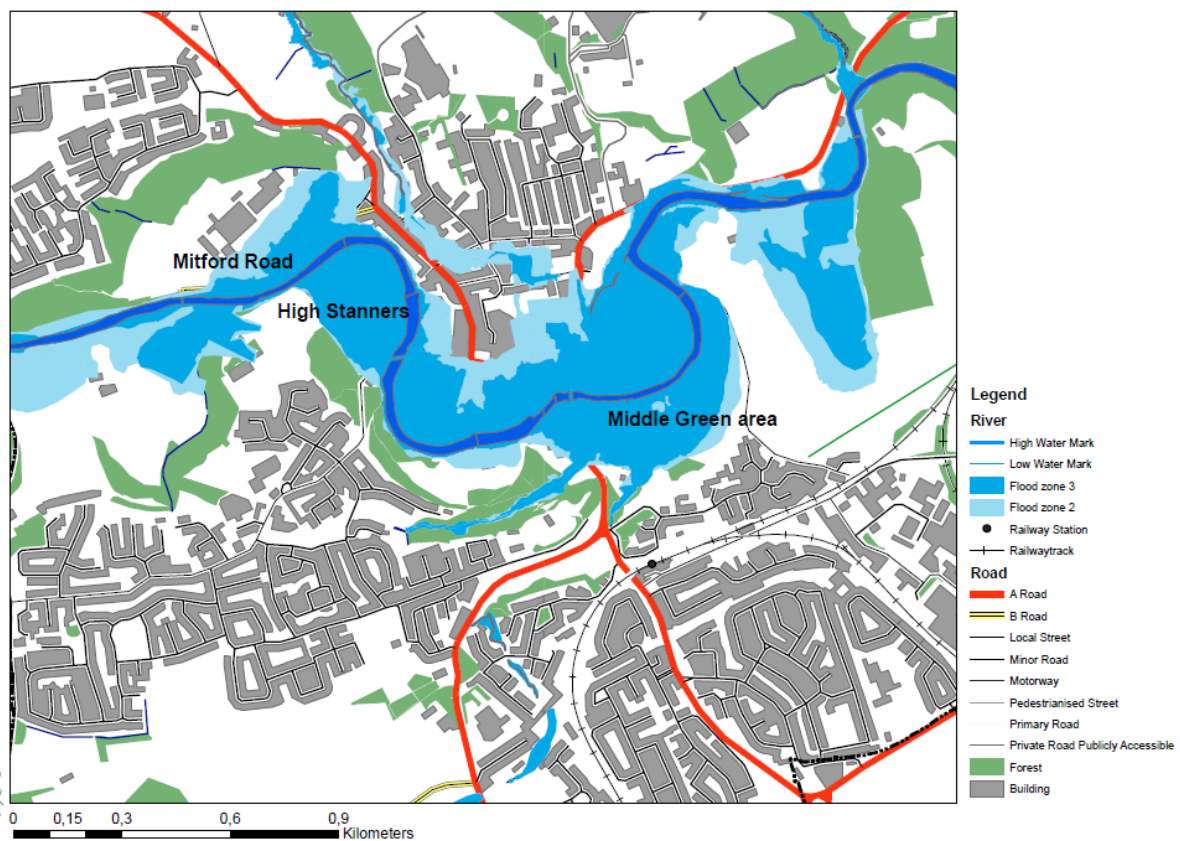 Mitford Road
High Stanners
Middle Green area
Legend
River
High Water Mark
Low Water Mark
Flood zone 3
Flood zone 2
Railway Station
Railwaytrack
Road
A Road
B Road
Local Street
Minor Road
Motorway
Pedestrianised Street
Primary Road
Private Road Publicly Accessible
Forest
Building
0 0,15 0,3 0,6 0,9
Kilometers